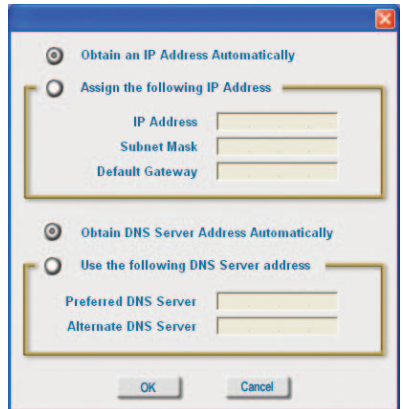 Obtain an IP Address Automatically
Assign the following IP Address
IP Address
Subnet Mask
Default Gateway
Obtain DNS Server Address Automatically
Use the following DNS Server address
Preferred DNS Server
Alternate DNS Server
OK
Cancel